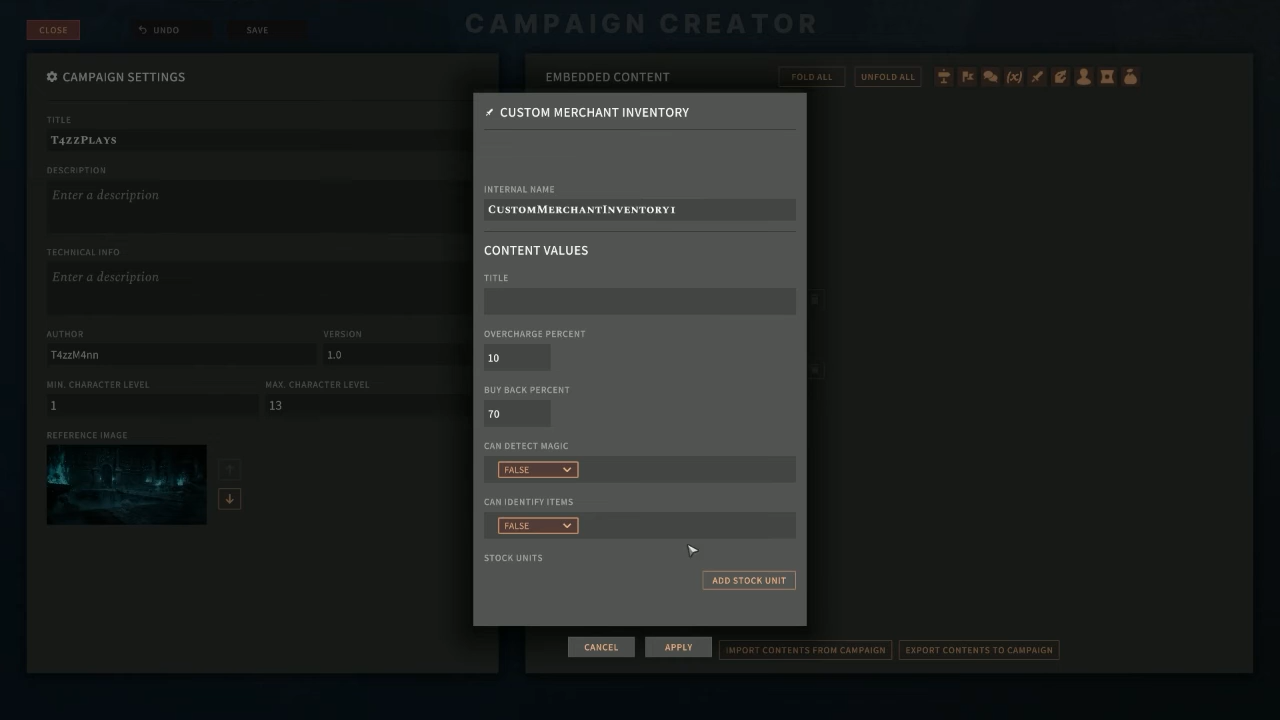 CAMPAIGN CREATOR
CLOSE
UNDO
SAVE
CAMPAIGN SETTINGS
TITLE
T4zzPlays
DESCRIPTION
Enter a description
TECHNICAL INFO
Enter a description
AUTHOR
VERSION
T4zzM4nn
1.0
MIN. CHARACTER LEVEL
MAX. CHARACTER LEVEL
1
13
REFERENCE IMAGE
EMBEDDED CONTENT
FOLD ALL
UNFOLD ALL
(x)
CUSTOM MERCHANT INVENTORY
INTERNAL NAME
CustomMerchantInventory1
CONTENT VALUES
TITLE
OVERCHARGE PERCENT
10
BUY BACK PERCENT
70
CAN DETECT MAGIC
FALSE
CAN IDENTIFY ITEMS
FALSE
STOCK UNITS
ADD STOCK UNIT
CANCEL
APPLY
IMPORT CONTENTS FROM CAMPAIGN
EXPORT CONTENTS TO CAMPAIGN